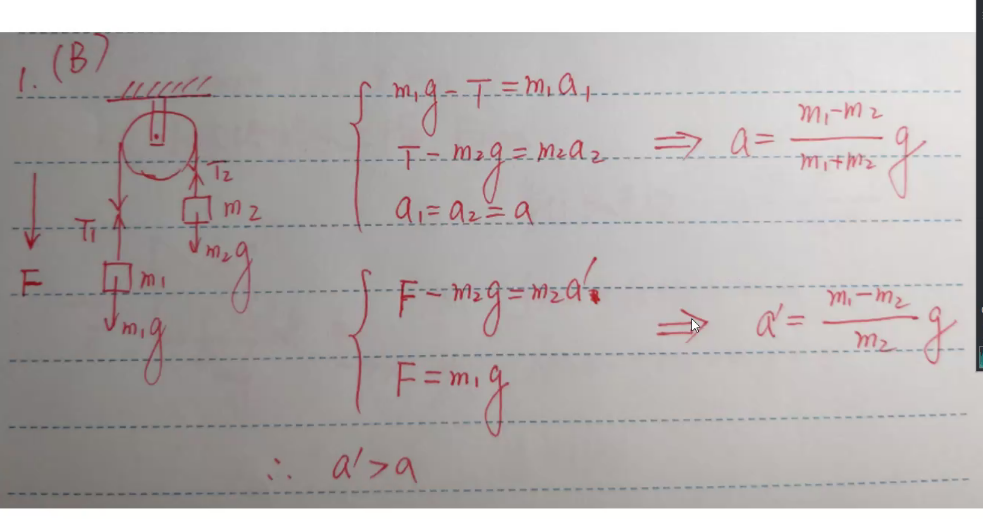 1. (B)
m₁g - T = m₁a₁
T - m₂g = m₂a₂
a₁ = a₂ = a
⇒ a = (m₁-m₂)/(m₁+m₂) g
T₂
m₂
T₁
m₂g
F
m₁
m₁g
F - m₂g = m₂a'
F = m₁g
⇒ a' = (m₁-m₂)/m₂ g
∴ a' > a